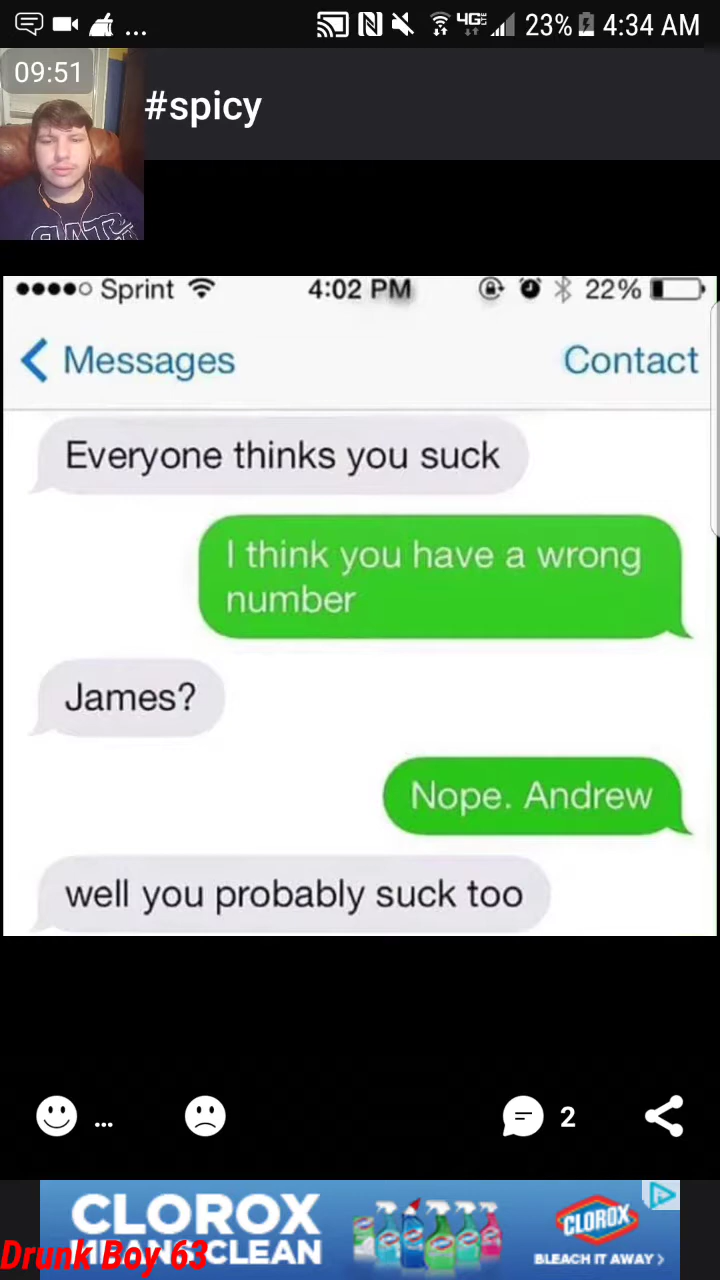 4G 23% 4:34 AM
09:51
#spicy
Sprint 4:02 PM 22%
Messages Contact
Everyone thinks you suck
I think you have a wrong
number
James?
Nope. Andrew
well you probably suck too
... 2
CLOROX
CLEAN
CLOROX
BLEACH IT AWAY >
Drunk Boy 63